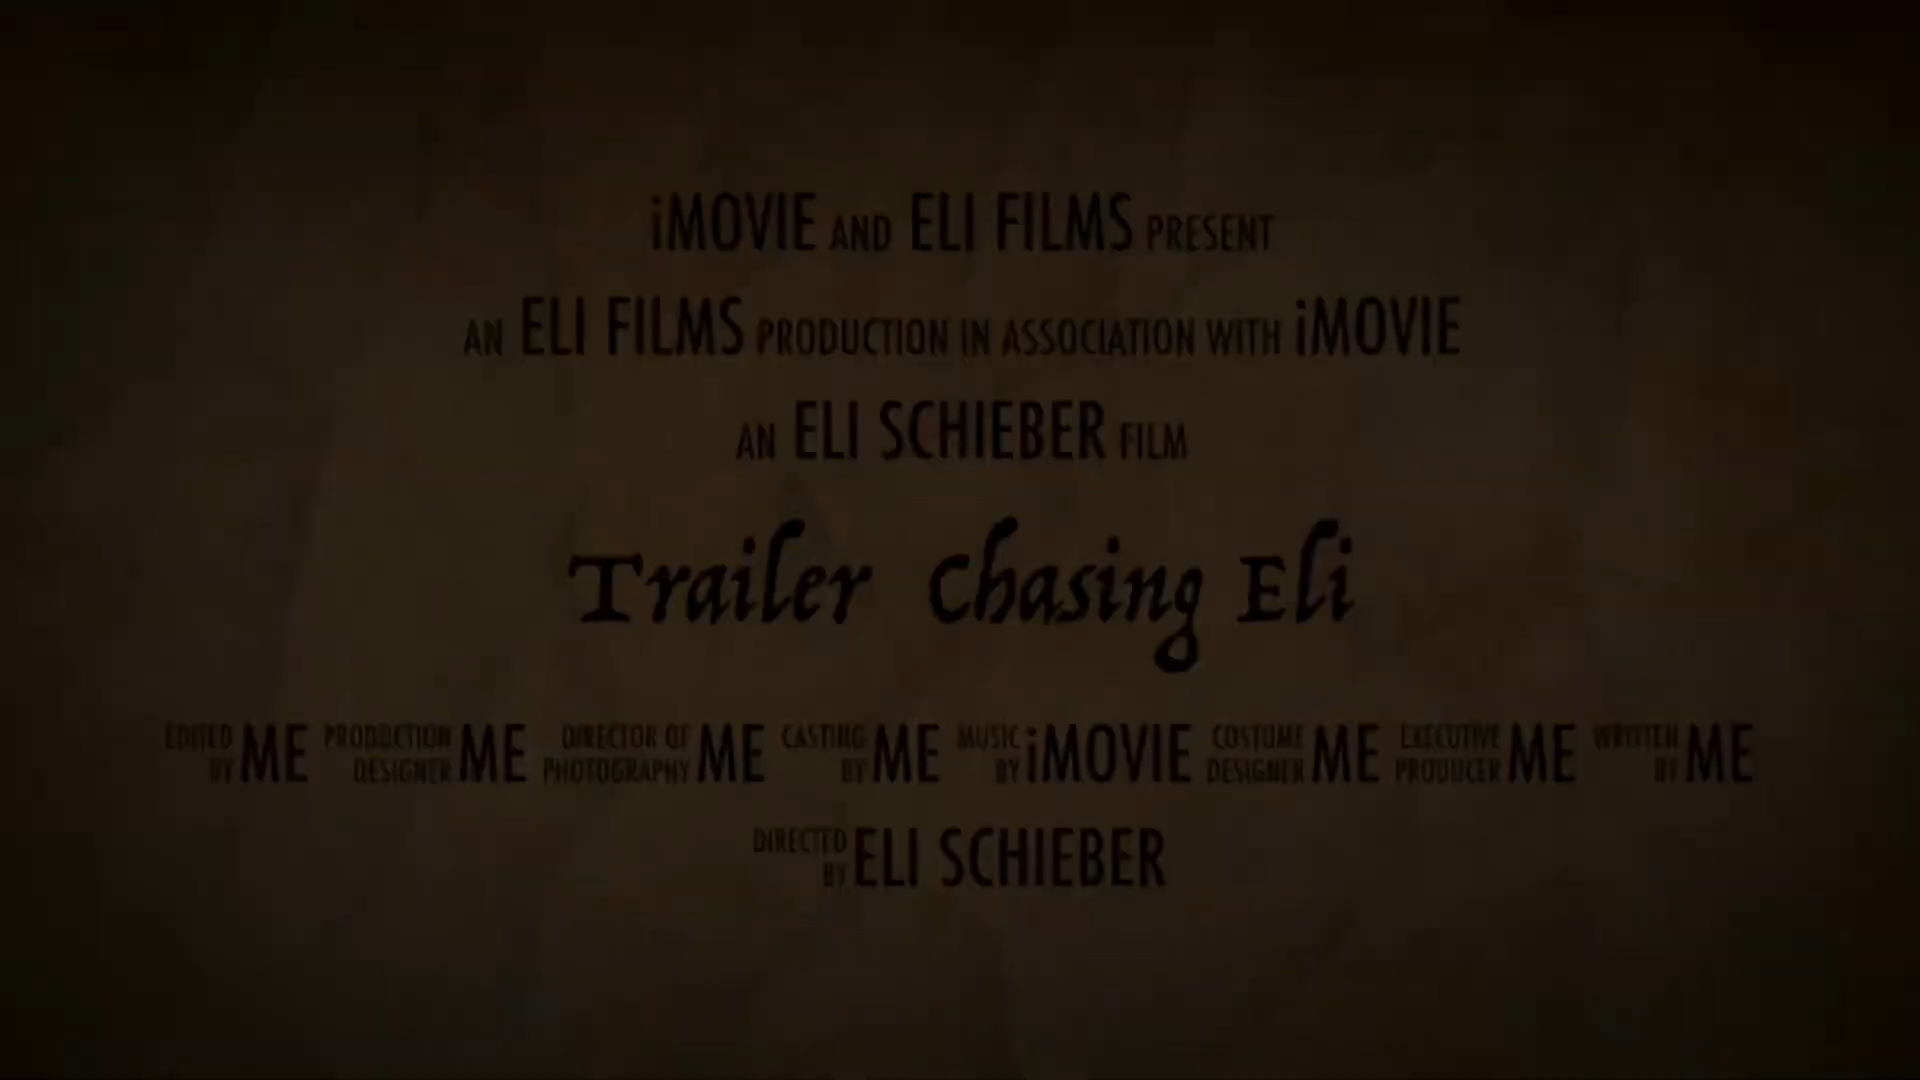 iMOVIE AND ELI FILMS PRESENT
AN ELI FILMS PRODUCTION IN ASSOCIATION WITH iMOVIE
AN ELI SCHIEBER FILM
Trailer Chasing Eli
EDITED BY ME PRODUCTION DESIGNER ME DIRECTOR OF PHOTOGRAPHY ME CASTING BY ME MUSIC BY iMOVIE COSTUME DESIGNER ME EXECUTIVE PRODUCER ME WRITTEN BY ME
DIRECTED BY ELI SCHIEBER